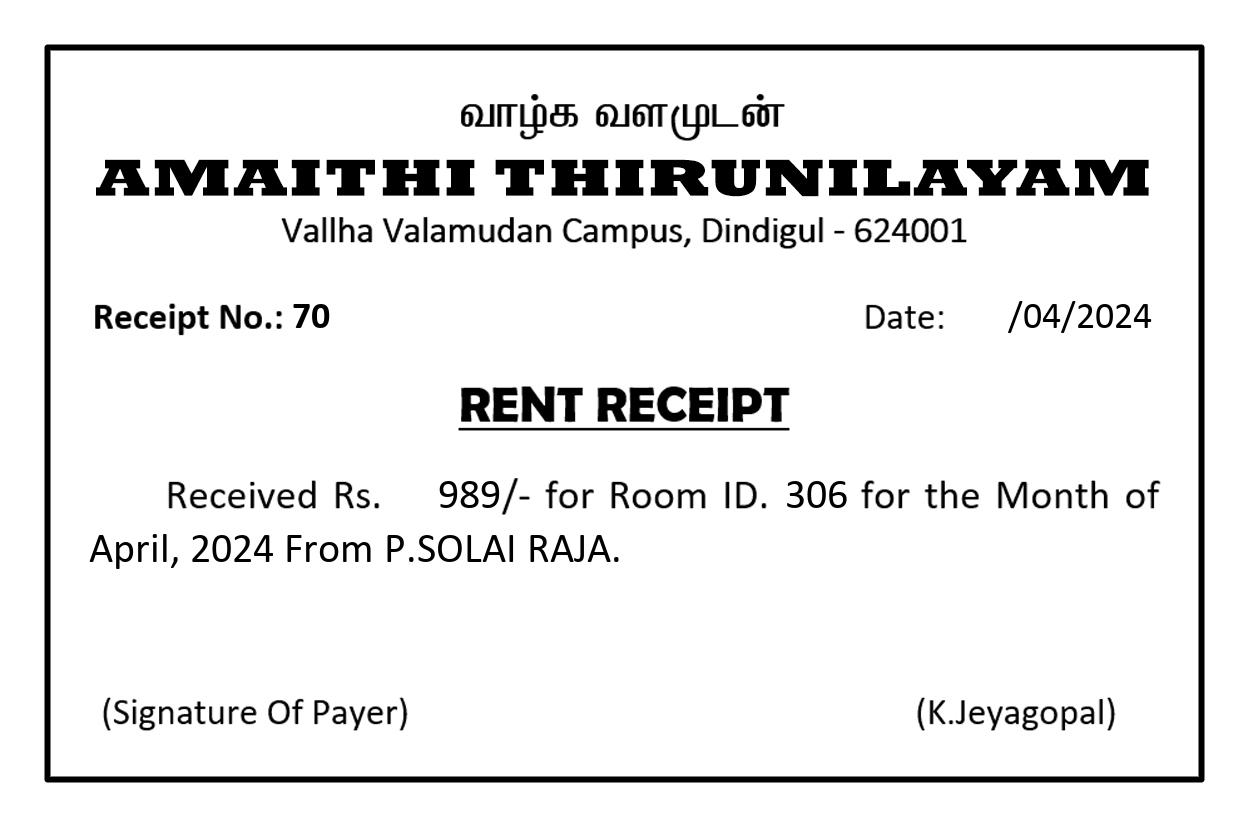 வாழ்க வளமுடன்
AMAITHI THIRUNILAYAM
Vallha Valamudan Campus, Dindigul - 624001
Receipt No.: 70 Date: /04/2024
RENT RECEIPT
Received Rs. 989/- for Room ID. 306 for the Month of
April, 2024 From P.SOLAI RAJA.
(Signature Of Payer) (K.Jeyagopal)